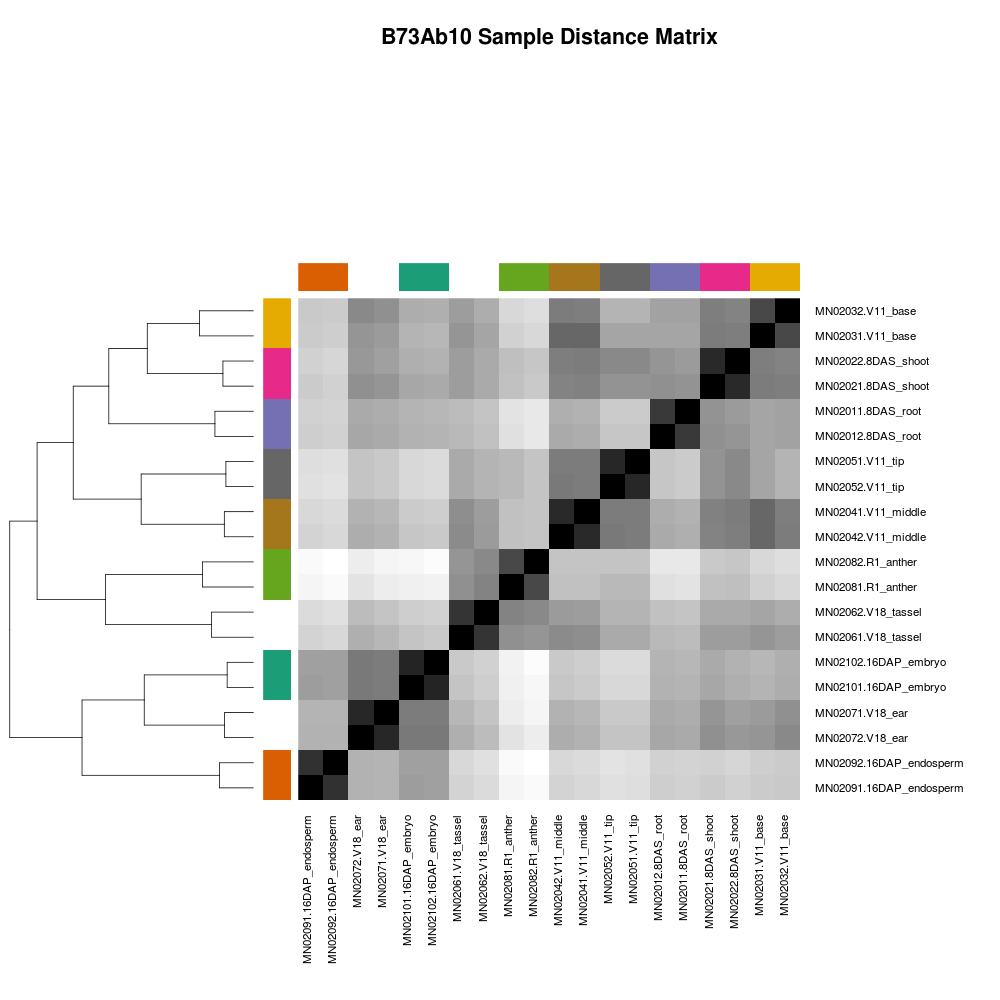 B73Ab10 Sample Distance Matrix
MN02032.V11_base
MN02031.V11_base
MN02022.8DAS_shoot
MN02021.8DAS_shoot
MN02011.8DAS_root
MN02012.8DAS_root
MN02051.V11_tip
MN02052.V11_tip
MN02041.V11_middle
MN02042.V11_middle
MN02082.R1_anther
MN02081.R1_anther
MN02062.V18_tassel
MN02061.V18_tassel
MN02102.16DAP_embryo
MN02101.16DAP_embryo
MN02071.V18_ear
MN02072.V18_ear
MN02092.16DAP_endosperm
MN02091.16DAP_endosperm
MN02091.16DAP_endosperm
MN02092.16DAP_endosperm
MN02072.V18_ear
MN02071.V18_ear
MN02101.16DAP_embryo
MN02102.16DAP_embryo
MN02061.V18_tassel
MN02062.V18_tassel
MN02081.R1_anther
MN02082.R1_anther
MN02042.V11_middle
MN02041.V11_middle
MN02052.V11_tip
MN02051.V11_tip
MN02012.8DAS_root
MN02011.8DAS_root
MN02021.8DAS_shoot
MN02022.8DAS_shoot
MN02031.V11_base
MN02032.V11_base